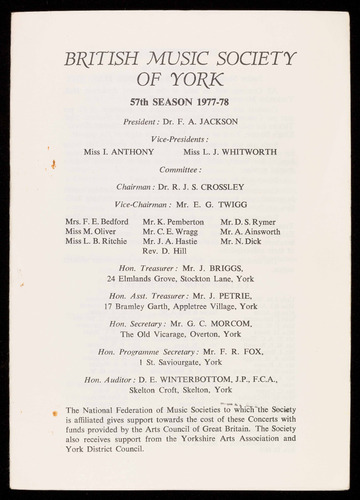 BRITISH MUSIC SOCIETY
OF YORK
57th SEASON 1977-78
President : Dr. F. A. JACKSON
Vice-Presidents :
Miss I. ANTHONY Miss L. J. WHITWORTH
Committee :
Chairman : Dr. R. J. S. CROSSLEY
Vice-Chairman : Mr. E. G. TWIGG
Mrs. F. E. Bedford Mr. K. Pemberton Mr. D. S. Rymer
Miss M. Oliver Mr. C. E. Wragg Mr. A. Ainsworth
Miss L. B. Ritchie Mr. J. A. Hastie Mr. N. Dick
Rev. D. Hill
Hon. Treasurer : Mr. J. BRIGGS,
24 Elmlands Grove, Stockton Lane, York
Hon. Asst. Treasurer : Mr. J. PETRIE,
17 Bramley Garth, Appletree Village, York
Hon. Secretary : Mr. G. C. MORCOM,
The Old Vicarage, Overton, York
Hon. Programme Secretary : Mr. F. R. FOX,
1 St. Saviourgate, York
Hon. Auditor : D. E. WINTERBOTTOM, J.P., F.C.A.,
Skelton Croft, Skelton, York
The National Federation of Music Societies to which the Society
is affiliated gives support towards the cost of these Concerts with
funds provided by the Arts Council of Great Britain. The Society
also receives support from the Yorkshire Arts Association and
York District Council.